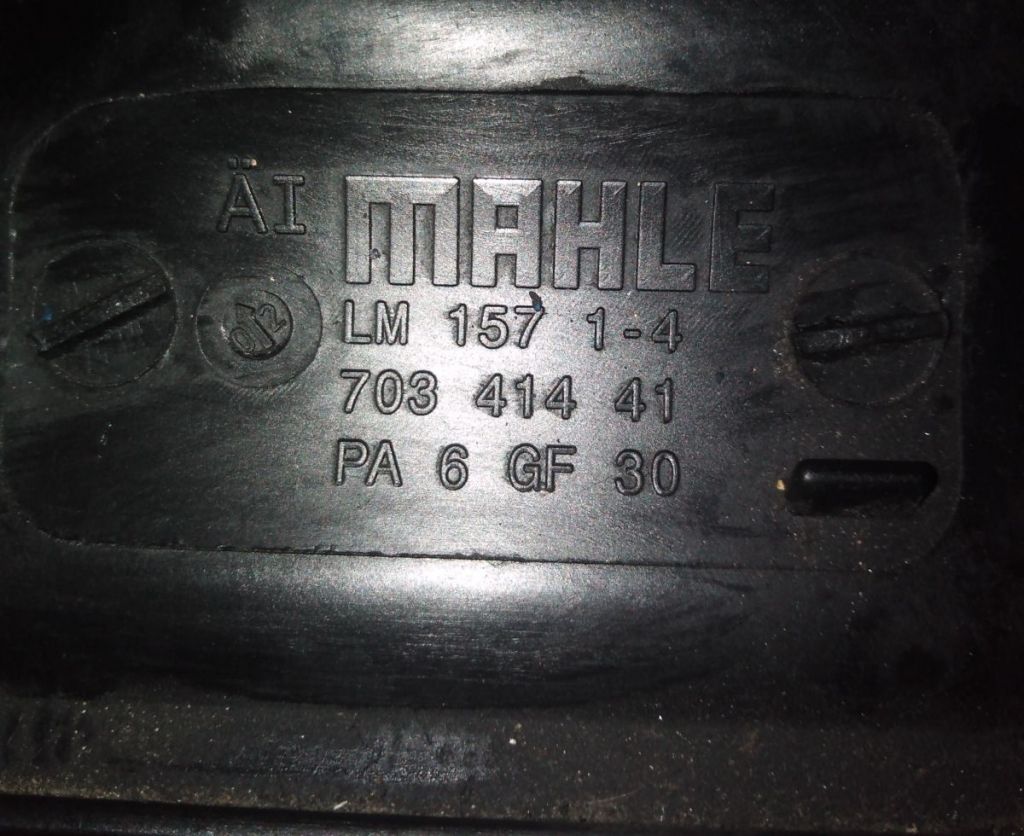 ÄI MAHLE
LM 157 1-4
703 414 41
PA 6 GF 30